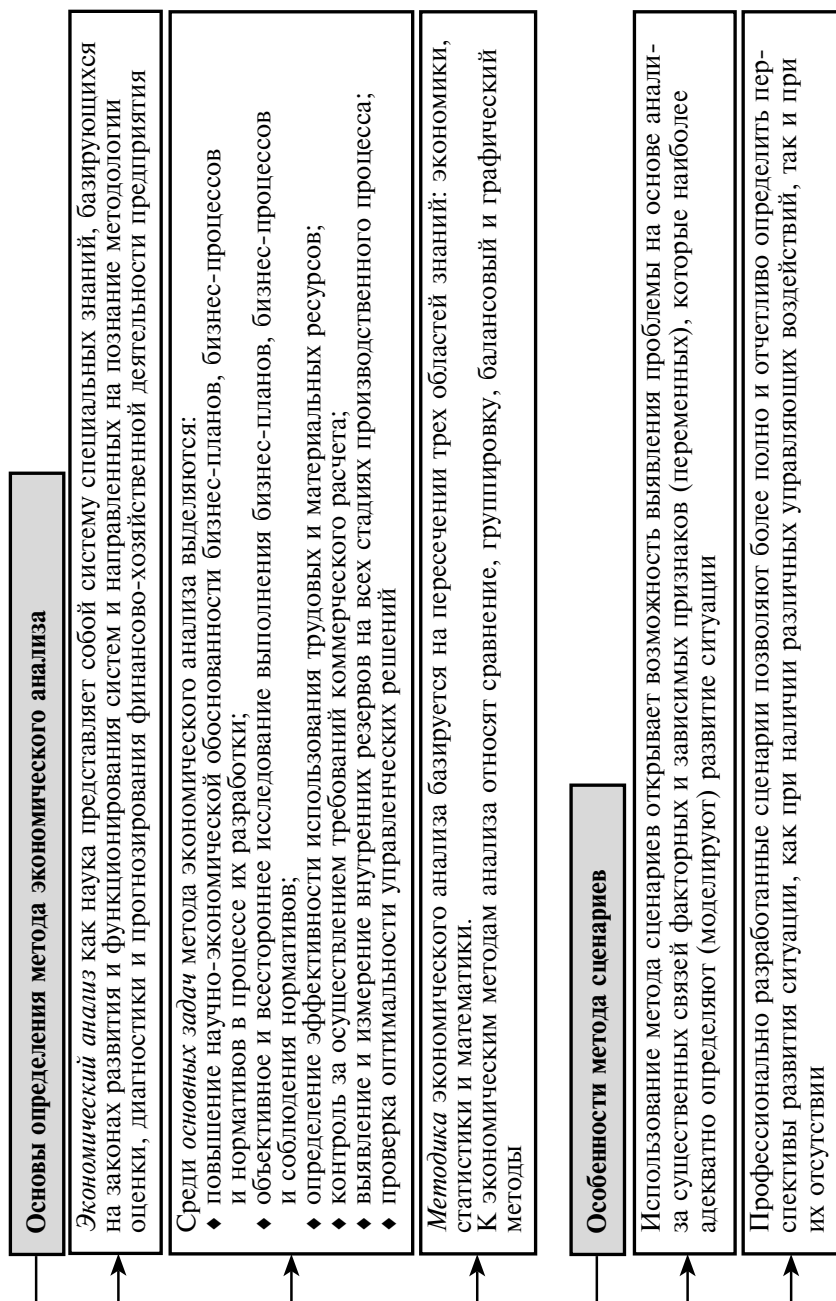 Основы определения метода экономического анализа
Экономический анализ как наука представляет собой систему специальных знаний, базирующихся
на законах развития и функционирования систем и направленных на познание методологии
оценки, диагностики и прогнозирования финансово-хозяйственной деятельности предприятия
Среди основных задач метода экономического анализа выделяются:
♦ повышение научно-экономической обоснованности бизнес-планов, бизнес-процессов
и нормативов в процессе их разработки;
♦ объективное и всестороннее исследование выполнения бизнес-планов, бизнес-процессов
и соблюдения нормативов;
♦ определение эффективности использования трудовых и материальных ресурсов;
♦ контроль за осуществлением требований коммерческого расчета;
♦ выявление и измерение внутренних резервов на всех стадиях производственного процесса;
♦ проверка оптимальности управленческих решений
Методика экономического анализа базируется на пересечении трех областей знаний: экономики,
статистики и математики.
К экономическим методам анализа относят сравнение, группировку, балансовый и графический
методы
Особенности метода сценариев
Использование метода сценариев открывает возможность выявления проблемы на основе анали-
за существенных связей факторных и зависимых признаков (переменных), которые наиболее
адекватно определяют (моделируют) развитие ситуации
Профессионально разработанные сценарии позволяют более полно и отчетливо определить пер-
спективы развития ситуации, как при наличии различных управляющих воздействий, так и при
их отсутствии